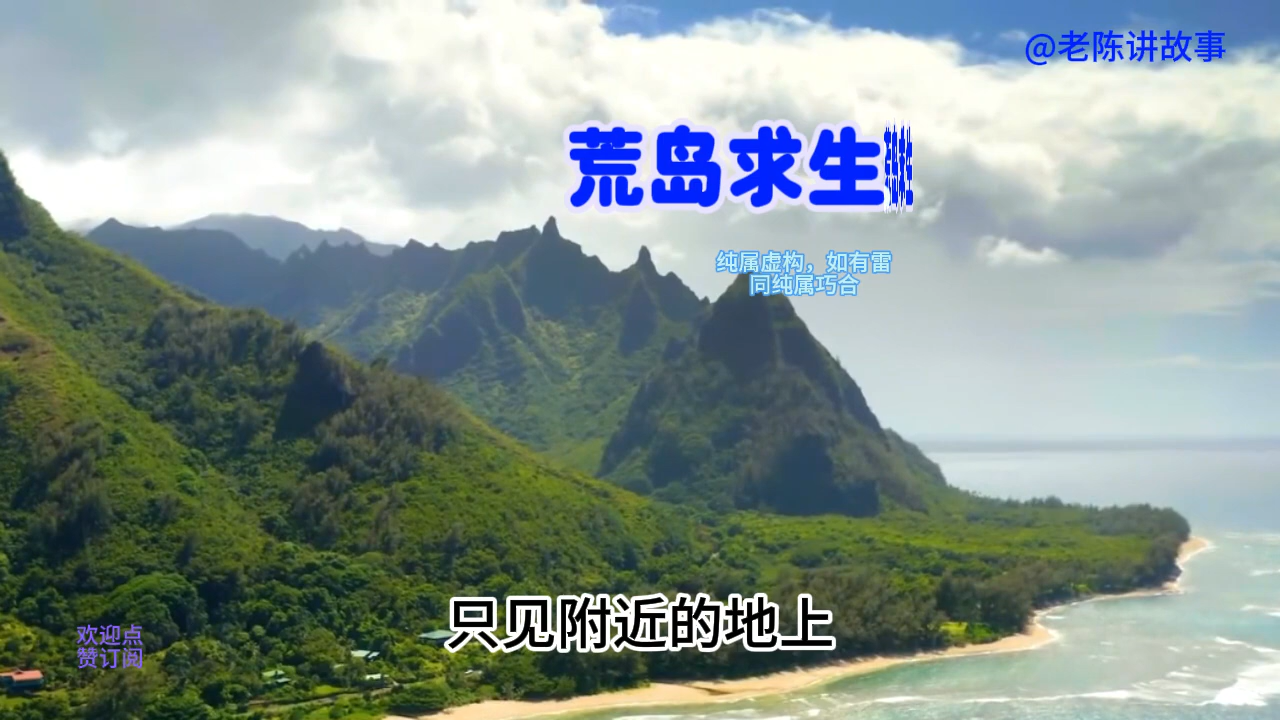 @老陈讲故事
荒岛求生
纯属虚构，如有雷
同纯属巧合
只见附近的地上
欢迎点
赞订阅